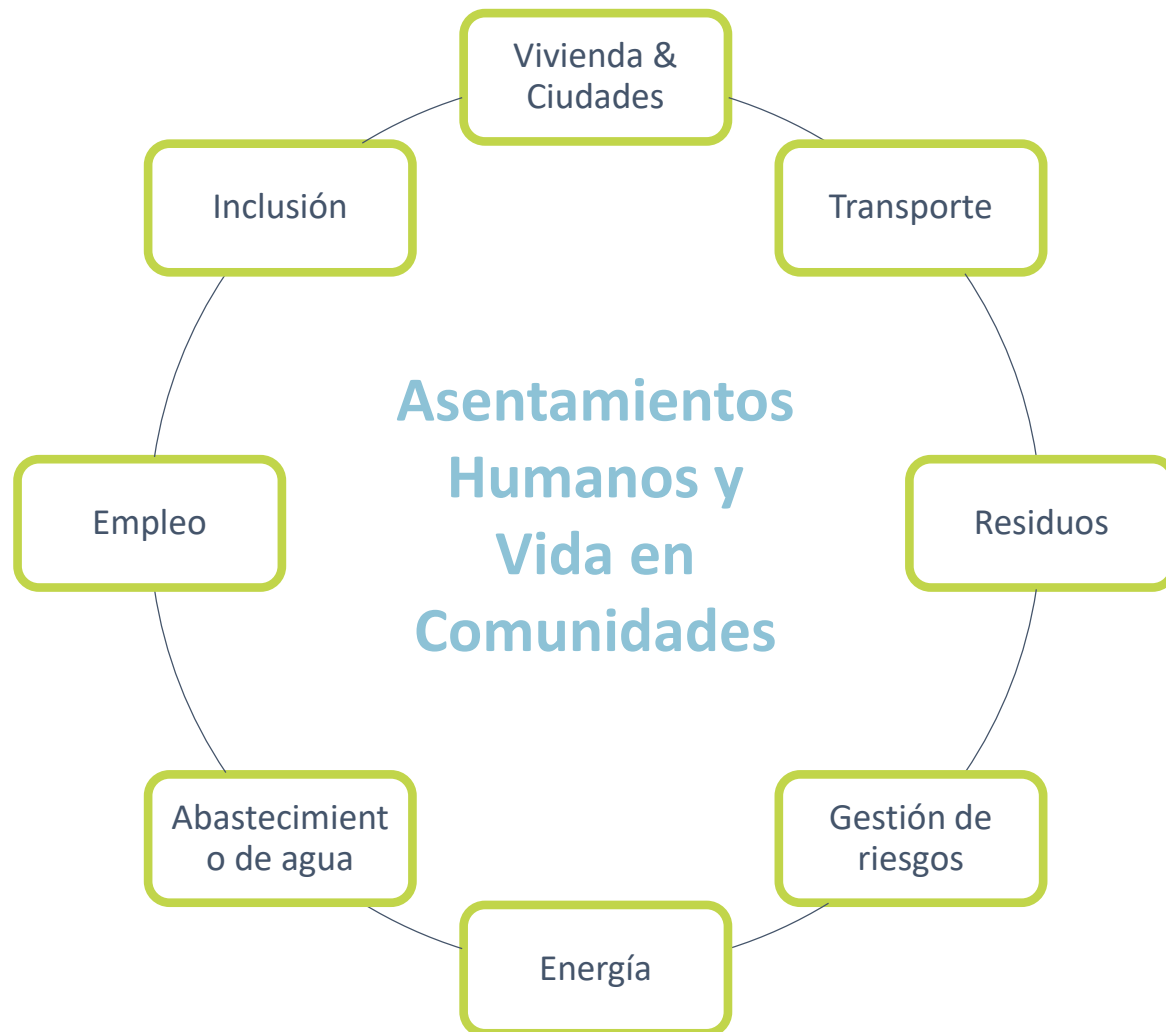 Vivienda &
Ciudades
Transporte
Residuos
Gestión de
riesgos
Energía
Abastecimient
o de agua
Empleo
Inclusión
Asentamientos
Humanos y
Vida en
Comunidades